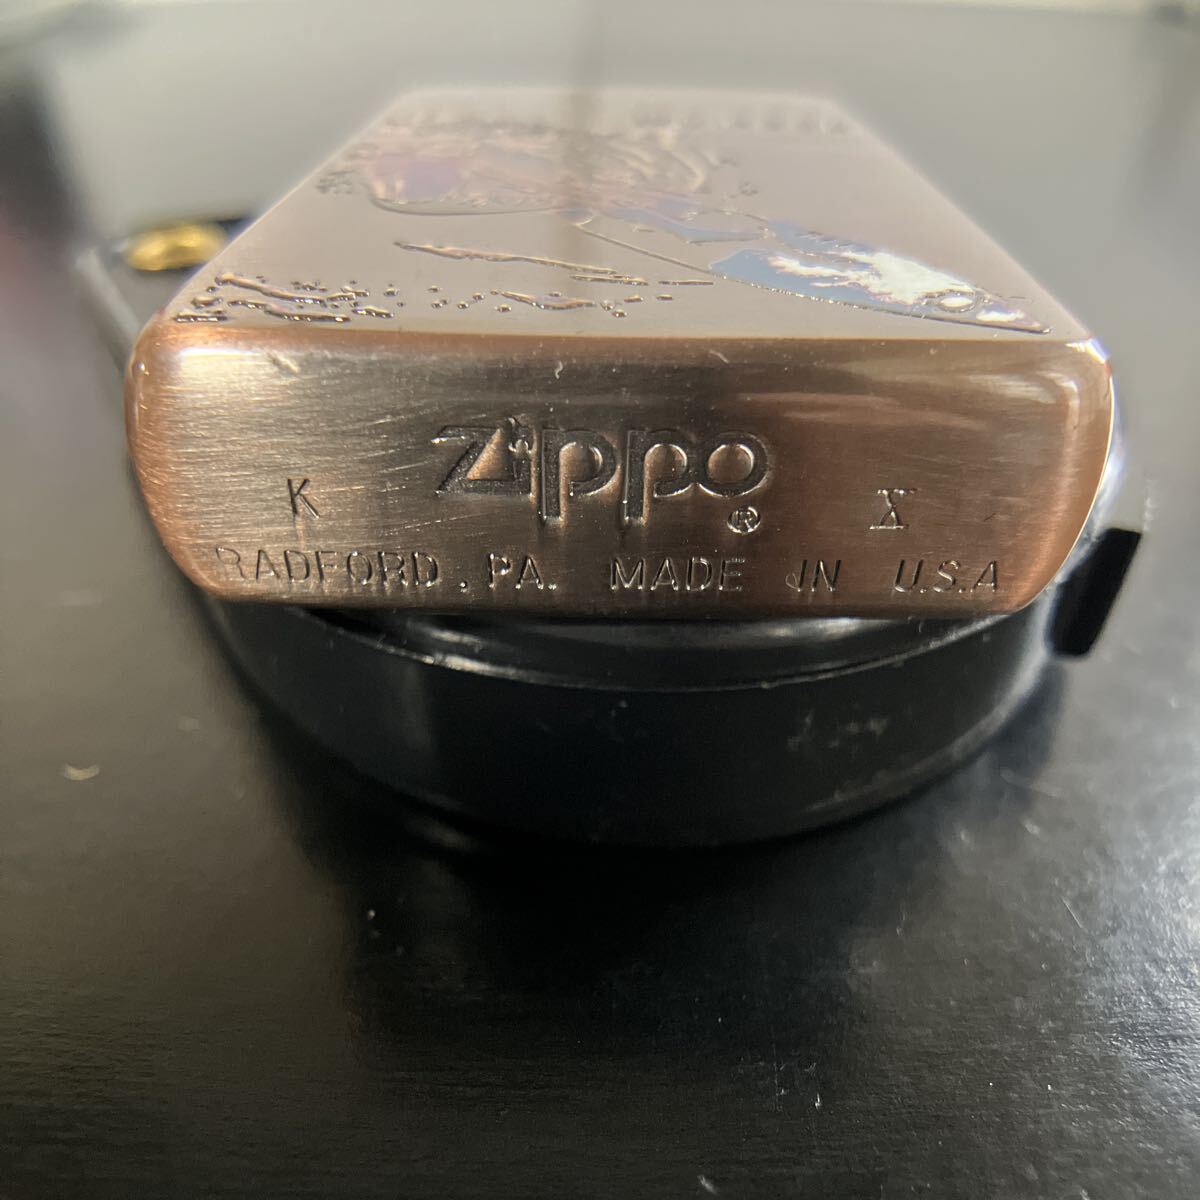 Zippo
K ® X
RADFORD, PA. MADE IN U.S.A